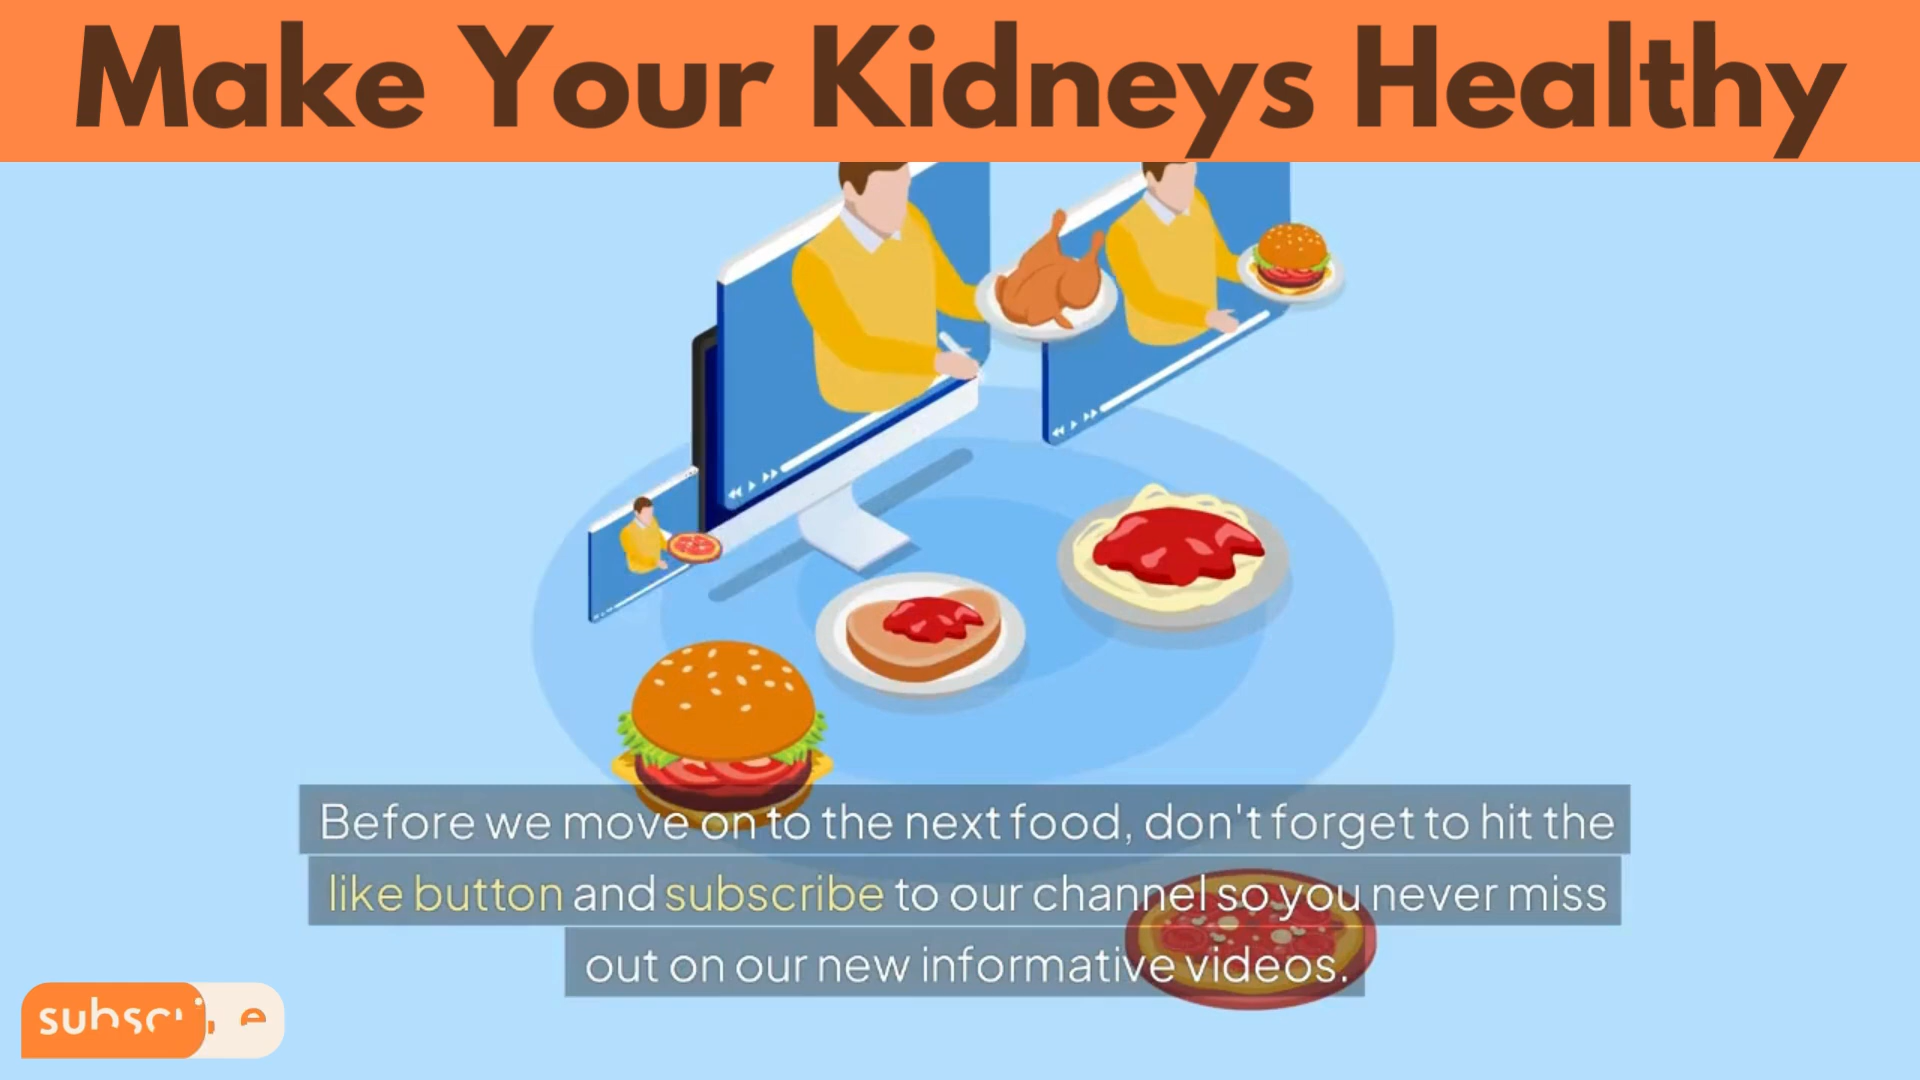 Make Your Kidneys Healthy
Before we move on to the next food, don't forget to hit the
like button and subscribe to our channel so you never miss
out on our new informative videos.